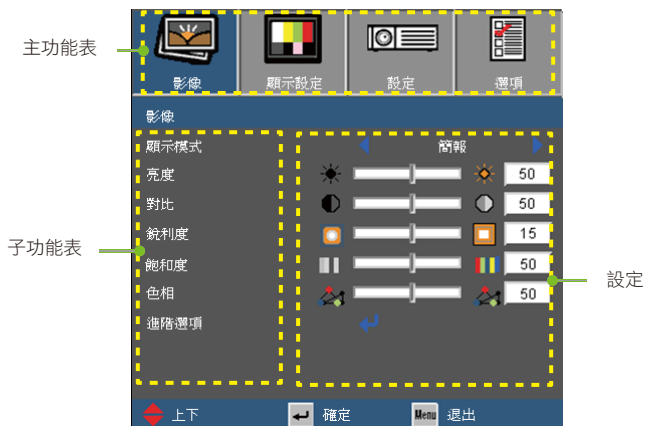 主功能表
影像 顯示設定 設定 選項
影像
顯示模式 簡報
亮度 50
對比 50
銳利度 15
子功能表
飽和度 50
設定
色相 50
進階選項
上下 確定 Menu 退出